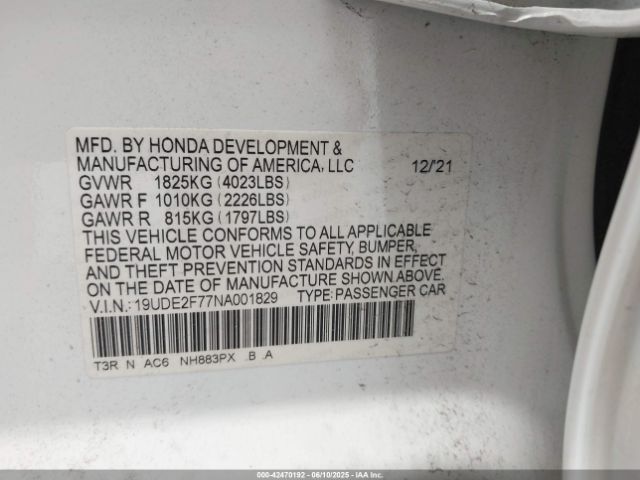 MFD. BY HONDA DEVELOPMENT &
MANUFACTURING OF AMERICA, LLC 12/21
GVWR 1825KG (4023LBS)
GAWR F 1010KG (2226LBS)
GAWR R 815KG (1797LBS)
THIS VEHICLE CONFORMS TO ALL APPLICABLE
FEDERAL MOTOR VEHICLE SAFETY, BUMPER,
AND THEFT PREVENTION STANDARDS IN EFFECT
ON THE DATE OF MANUFACTURE SHOWN ABOVE.
V.I.N.: 19UDE2F77NA001829 TYPE: PASSENGER CAR
T3R N AC6 NH883PX .B .A
000-42470192 - 06/10/2025 - IAA Inc.